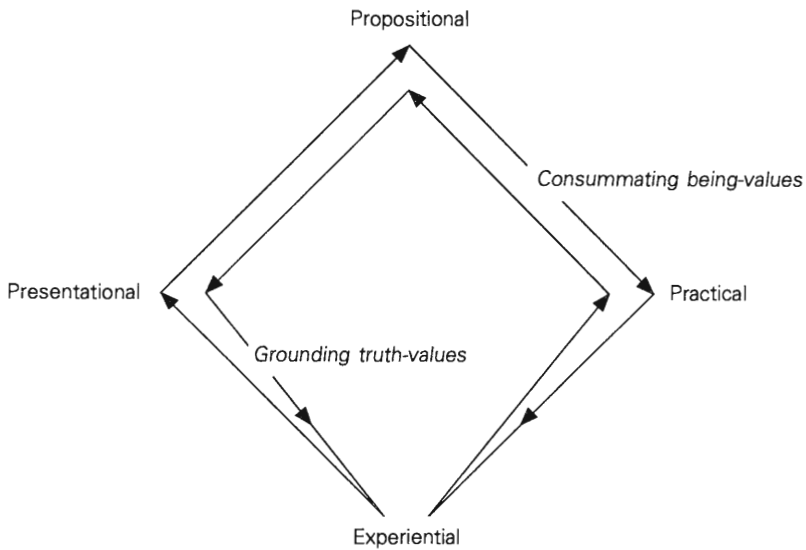 Propositional
Consummating being-values
Presentational
Practical
Grounding truth-values
Experiential